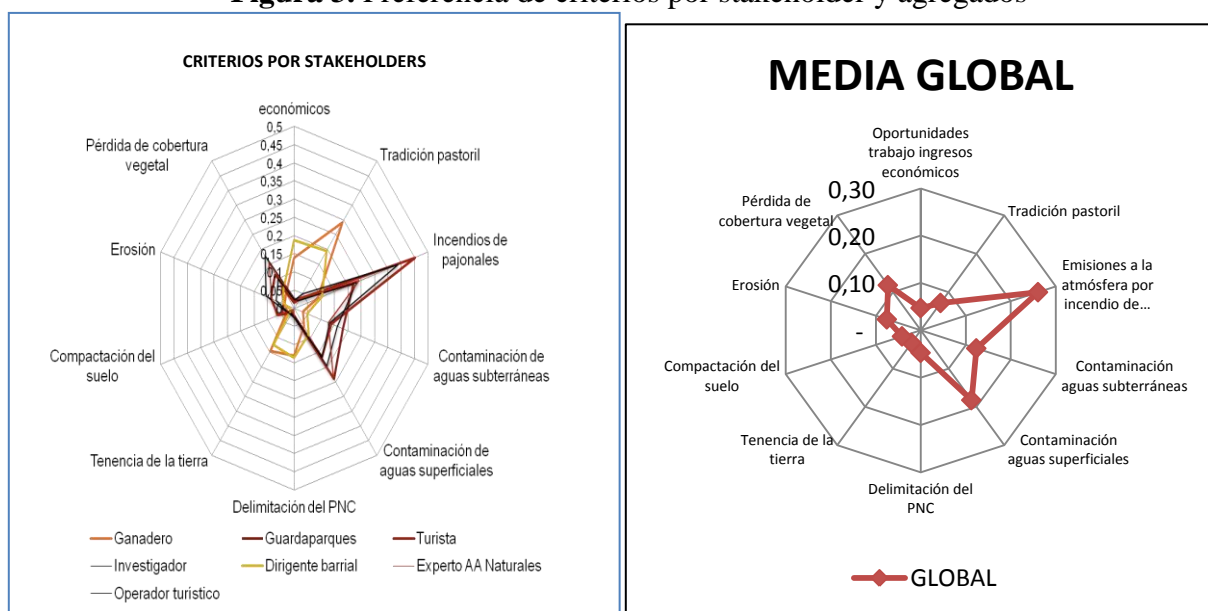 Figura 3. Preferencia de criterios por stakeholder y agregados
CRITERIOS POR STAKEHOLDERS
económicos
0,5
0,45
0,4
0,35
0,3
0,25
0,2
0,15
0,1
0,05
Tradición pastoril
Incendios de
pajonales
Contaminación de
aguas subterráneas
Contaminación de
aguas superficiales
Delimitación del PNC
Tenencia de la tierra
Compactación del
suelo
Erosión
Pérdida de cobertura
vegetal
Ganadero
Guardaparques
Turista
Investigador
Dirigente barrial
Experto AA Naturales
Operador turistico
MEDIA GLOBAL
Oportunidades
trabajo ingresos
económicos
0,30
0,20
0,10
-
Tradición pastoril
Emisiones a la
atmósfera por
incendio de…
Contaminación
aguas subterráneas
Contaminación
aguas superficiales
Delimitación del
PNC
Tenencia de la
tierra
Compactación del
suelo
Erosión
Pérdida de
cobertura vegetal
GLOBAL